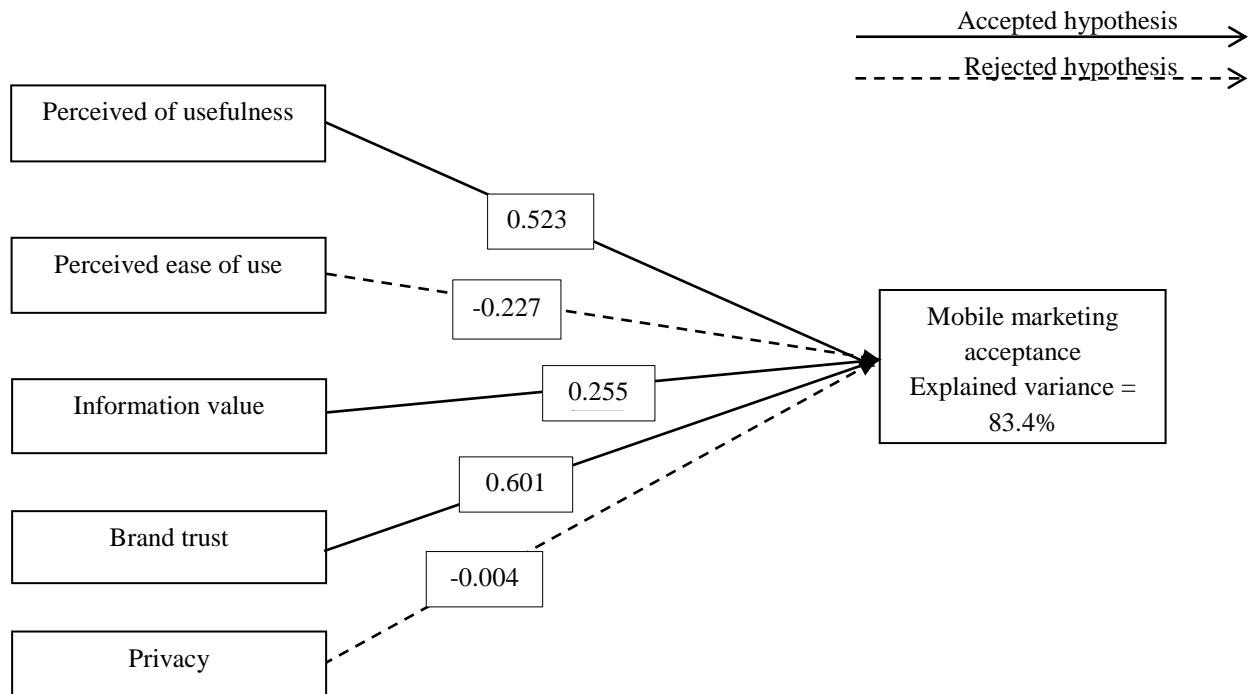 Accepted hypothesis
Rejected hypothesis
Perceived of usefulness
0.523
Perceived ease of use
-0.227
Mobile marketing
acceptance
Explained variance =
83.4%
Information value
0.255
0.601
Brand trust
-0.004
Privacy